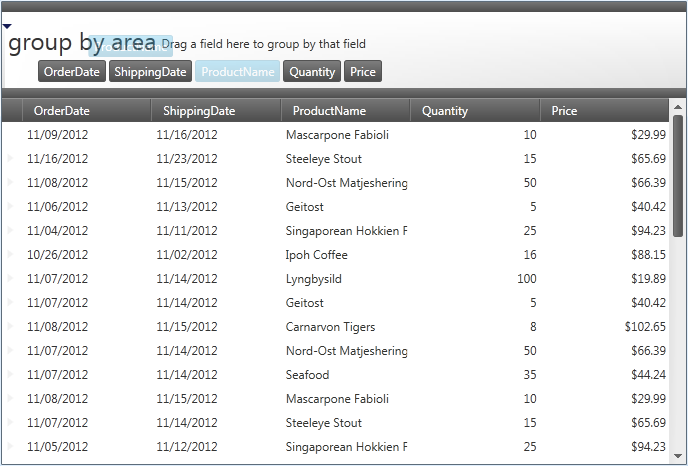 group by area Drag a field here to group by that field
OrderDate ShippingDate ProductName Quantity Price
OrderDate ShippingDate ProductName Quantity Price
11/09/2012 11/16/2012 Mascarpone Fabioli 10 $29.99
11/16/2012 11/23/2012 Steeleye Stout 15 $65.69
11/08/2012 11/15/2012 Nord-Ost Matjeshering 50 $66.39
11/06/2012 11/13/2012 Geitost 5 $40.42
11/04/2012 11/11/2012 Singaporean Hokkien F 25 $94.23
10/26/2012 11/02/2012 Ipoh Coffee 16 $88.15
11/07/2012 11/14/2012 Lyngbysild 100 $19.89
11/07/2012 11/14/2012 Geitost 5 $40.42
11/08/2012 11/15/2012 Carnarvon Tigers 8 $102.65
11/07/2012 11/14/2012 Nord-Ost Matjeshering 50 $66.39
11/07/2012 11/14/2012 Seafood 35 $44.24
11/08/2012 11/15/2012 Mascarpone Fabioli 10 $29.99
11/07/2012 11/14/2012 Steeleye Stout 15 $65.69
11/05/2012 11/12/2012 Singaporean Hokkien F 25 $94.23